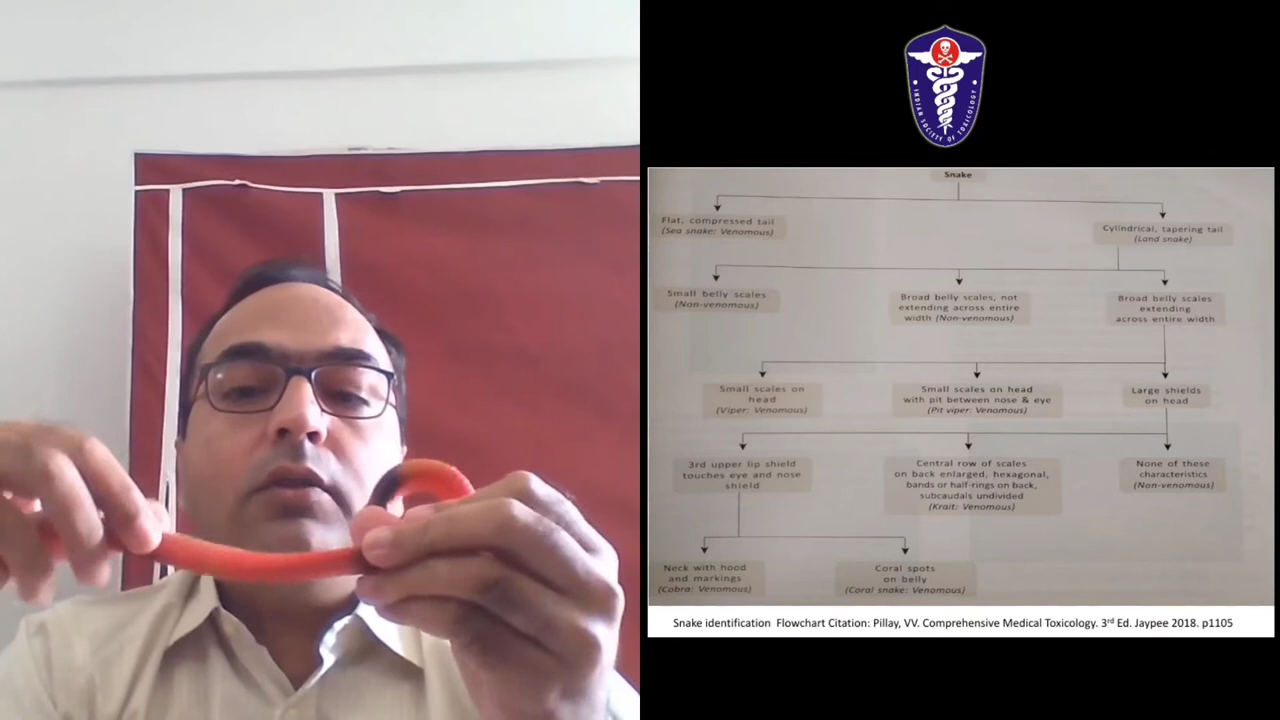 INDIAN SOCIETY OF TOXICOLOGY
Snake
Flat, compressed tail
(Sea snake: Venomous)
Cylindrical, tapering tail
(Land snake)
Small belly scales
(Non-venomous)
Broad belly scales, not
extending across entire
width (Non-venomous)
Broad belly scales
extending
across entire width
Small scales on
head
(Viper: Venomous)
Small scales on head
with pit between nose & eye
(Pit viper: Venomous)
Large shields
on head
3rd upper lip shield
touches eye and nose
shield
Central row of scales
on back enlarged, hexagonal,
bands or half-rings on back,
subcaudals undivided
(Krait: Venomous)
None of these
characteristics
(Non-venomous)
Neck with hood
and markings
(Cobra: Venomous)
Coral spots
on belly
(Coral snake: Venomous)
Snake identification Flowchart Citation: Pillay, VV. Comprehensive Medical Toxicology. 3rd Ed. Jaypee 2018. p1105